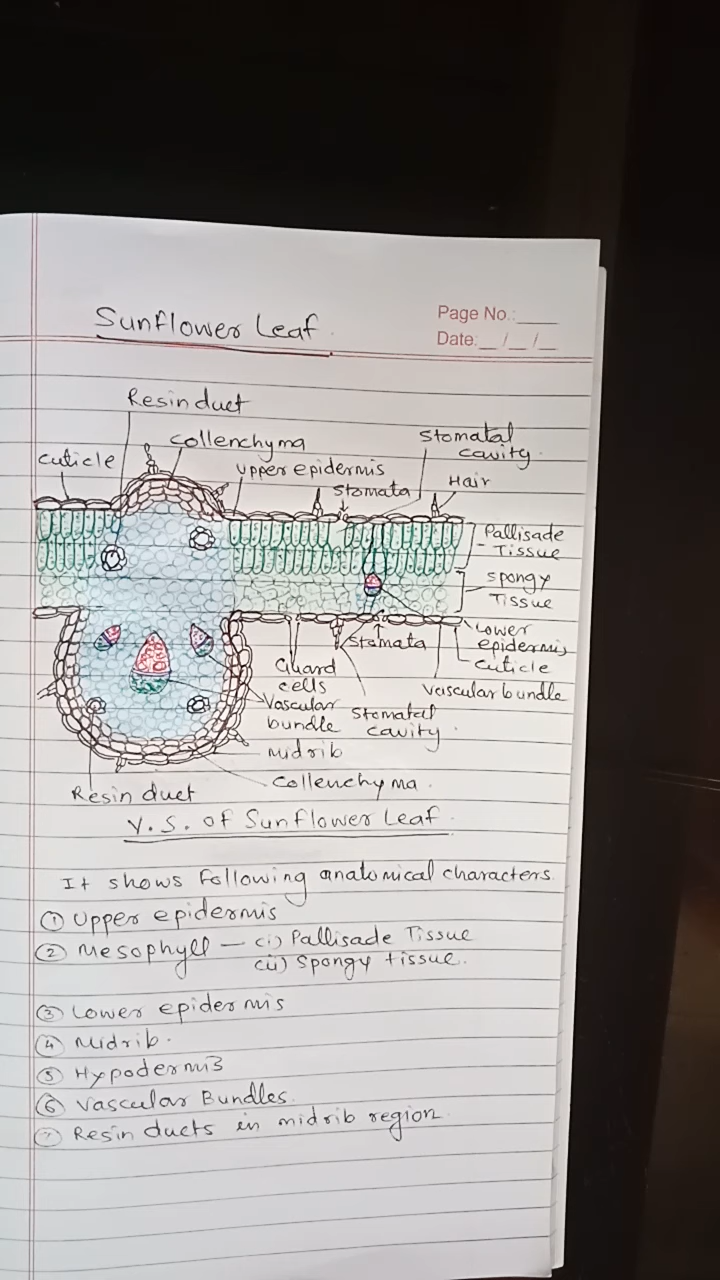 Page No.:
Date: / /
Sunflower Leaf.
Resin duct
Collenchyma
Stomatal
cavity.
Cuticle
Upper epidermis
Stomata
Hair
Pallisade
Tissue
Spongy
Tissue
Lower
epidermis
Cuticle
Stomata
Guard
cells
Vascular bundle
Vascular
bundle
Stomatal
cavity.
midrib
Collenchyma.
Resin duct
V. S. of Sunflower Leaf.
It shows following anatomical characters.
① Upper epidermis
② Mesophyll — (i) Pallisade Tissue
(ii) Spongy tissue.
③ Lower epidermis
④ Midrib.
⑤ Hypodermis
⑥ Vascular Bundles.
⑦ Resin ducts in midrib region.